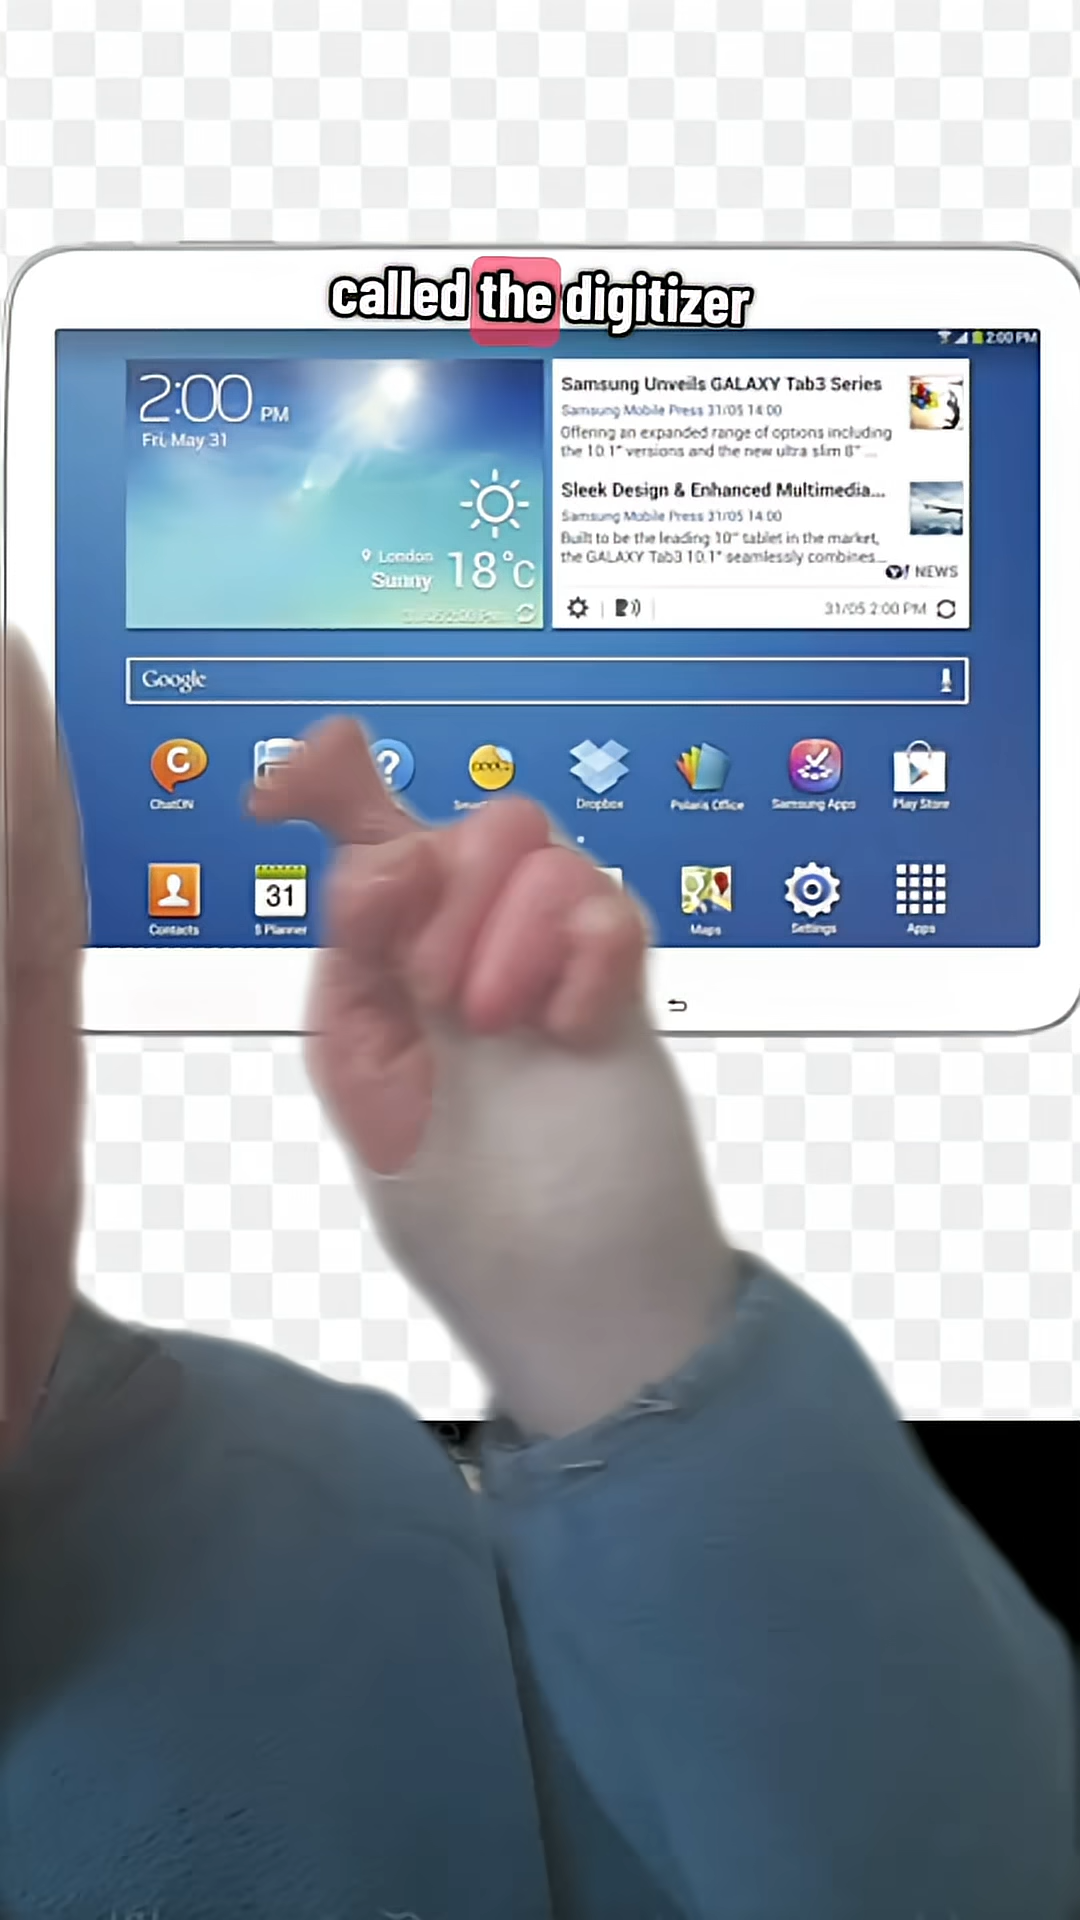 called the digitizer
2:00 PM
2:00 PM
Fri, May 31
London
Sunny
18°c
Samsung Unveils GALAXY Tab3 Series
Samsung Mobile Press 31/05 14:00
Offering an expanded range of options including
the 10.1" versions and the new ultra slim 8" ...
Sleek Design & Enhanced Multimedia...
Samsung Mobile Press 31/05 14:00
Built to be the leading 10" tablet in the market,
the GALAXY Tab3 10.1" seamlessly combines...
Y! NEWS
31/05 2:00 PM
Google
ChatON
Dropbox
Polaris Office
Samsung Apps
Play Store
31
Contacts
S Planner
Maps
Settings
Apps